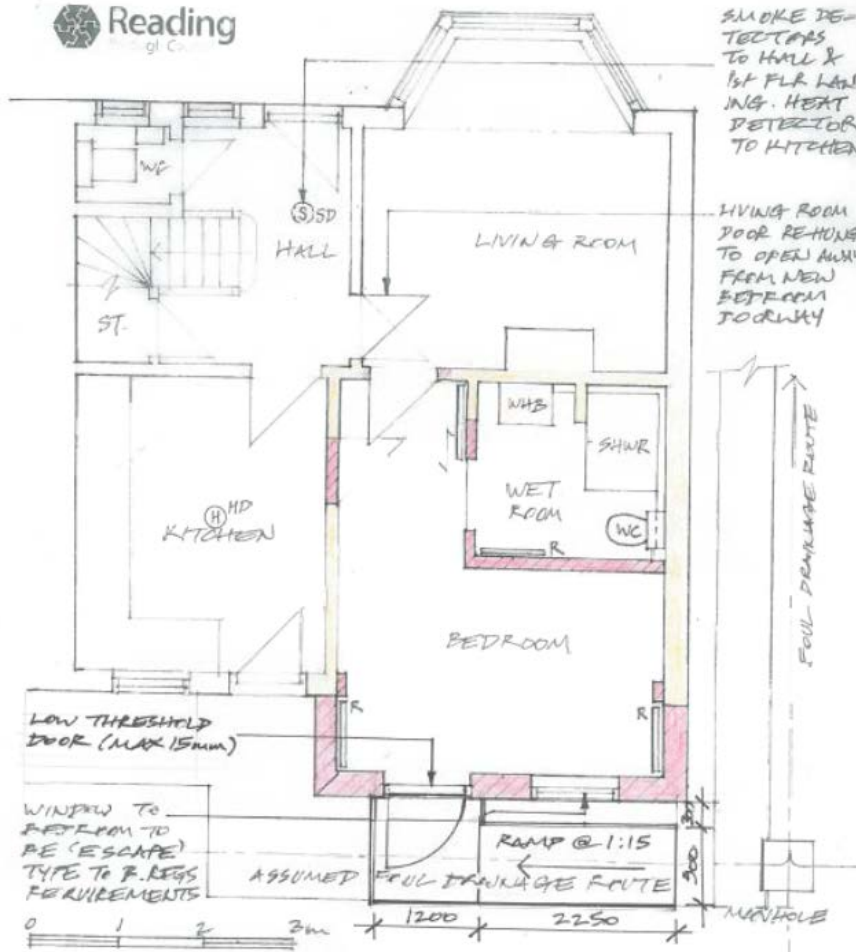 Reading
SMOKE DE-
TECTORS
TO HALL &
1st FLR LAND
ING. HEAT
DETECTOR
TO KITCHEN
WC
S SD
HALL
LIVING ROOM
LIVING ROOM
DOOR REHUNG
TO OPEN AWAY
FROM NEW
BEDROOM
DOORWAY
ST.
WHB
SHWR
WET
ROOM
WC
R
H HD
KITCHEN
FOUL DRAINAGE ROUTE
BEDROOM
R
R
LOW THRESHOLD
DOOR (MAX 15mm)
WINDOW TO
BEDROOM TO
BE 'ESCAPE'
TYPE TO B.REGS
REQUIREMENTS
RAMP @ 1:15
900
ASSUMED FOUL DRAINAGE ROUTE
1200
2250
MANHOLE
0 1 2 3m